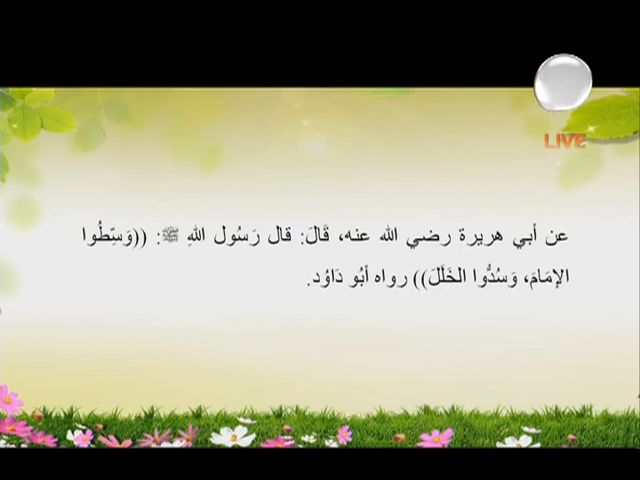 LIVE
عن أبي هريرة رضي الله عنه، قَالَ: قال رَسُول اللهِ ﷺ: ((وَسِّطُوا
الإمَامَ، وَسُدُّوا الخَلَلَ)) رواه أبُو دَاوُد.